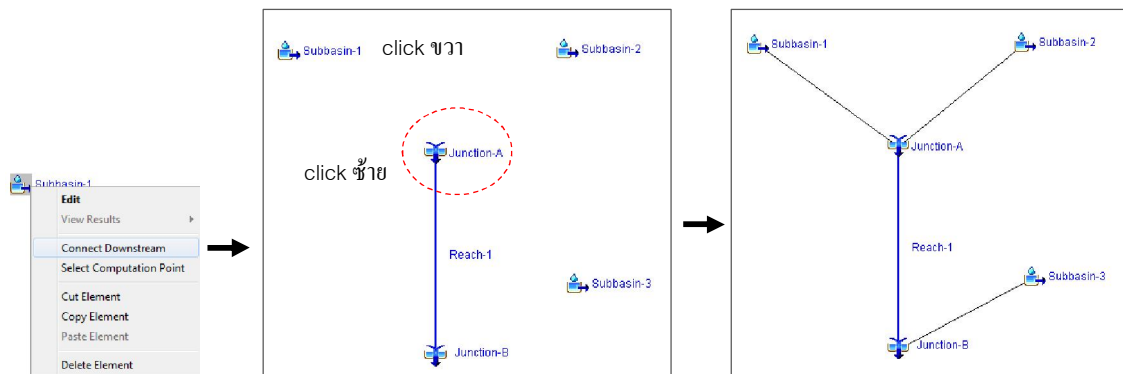 Subbasin-1
Edit
View Results
Connect Downstream
Select Computation Point
Cut Element
Copy Element
Paste Element
Delete Element
Subbasin-1
click ขวา
Subbasin-2
Junction-A
click ซ้าย
Reach-1
Subbasin-3
Junction-B
Subbasin-1
Subbasin-2
Junction-A
Reach-1
Subbasin-3
Junction-B